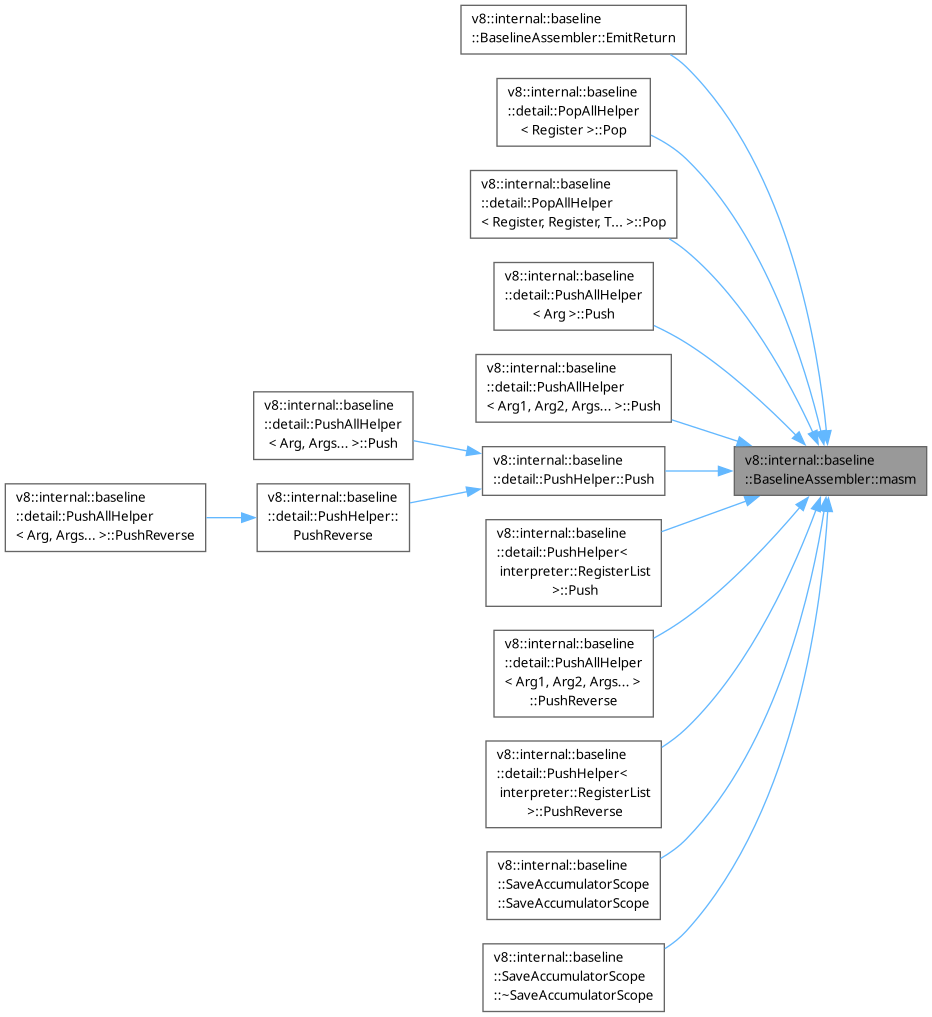 v8::internal::baseline
::BaselineAssembler::EmitReturn
v8::internal::baseline
::detail::PopAllHelper
< Register >::Pop
v8::internal::baseline
::detail::PopAllHelper
< Register, Register, T... >::Pop
v8::internal::baseline
::detail::PushAllHelper
< Arg >::Push
v8::internal::baseline
::detail::PushAllHelper
< Arg1, Arg2, Args... >::Push
v8::internal::baseline
::detail::PushAllHelper
< Arg, Args... >::Push
v8::internal::baseline
::detail::PushHelper::Push
v8::internal::baseline
::BaselineAssembler::masm
v8::internal::baseline
::detail::PushAllHelper
< Arg, Args... >::PushReverse
v8::internal::baseline
::detail::PushHelper::
PushReverse
v8::internal::baseline
::detail::PushHelper<
interpreter::RegisterList
>::Push
v8::internal::baseline
::detail::PushAllHelper
< Arg1, Arg2, Args... >
::PushReverse
v8::internal::baseline
::detail::PushHelper<
interpreter::RegisterList
>::PushReverse
v8::internal::baseline
::SaveAccumulatorScope
::SaveAccumulatorScope
v8::internal::baseline
::SaveAccumulatorScope
::~SaveAccumulatorScope